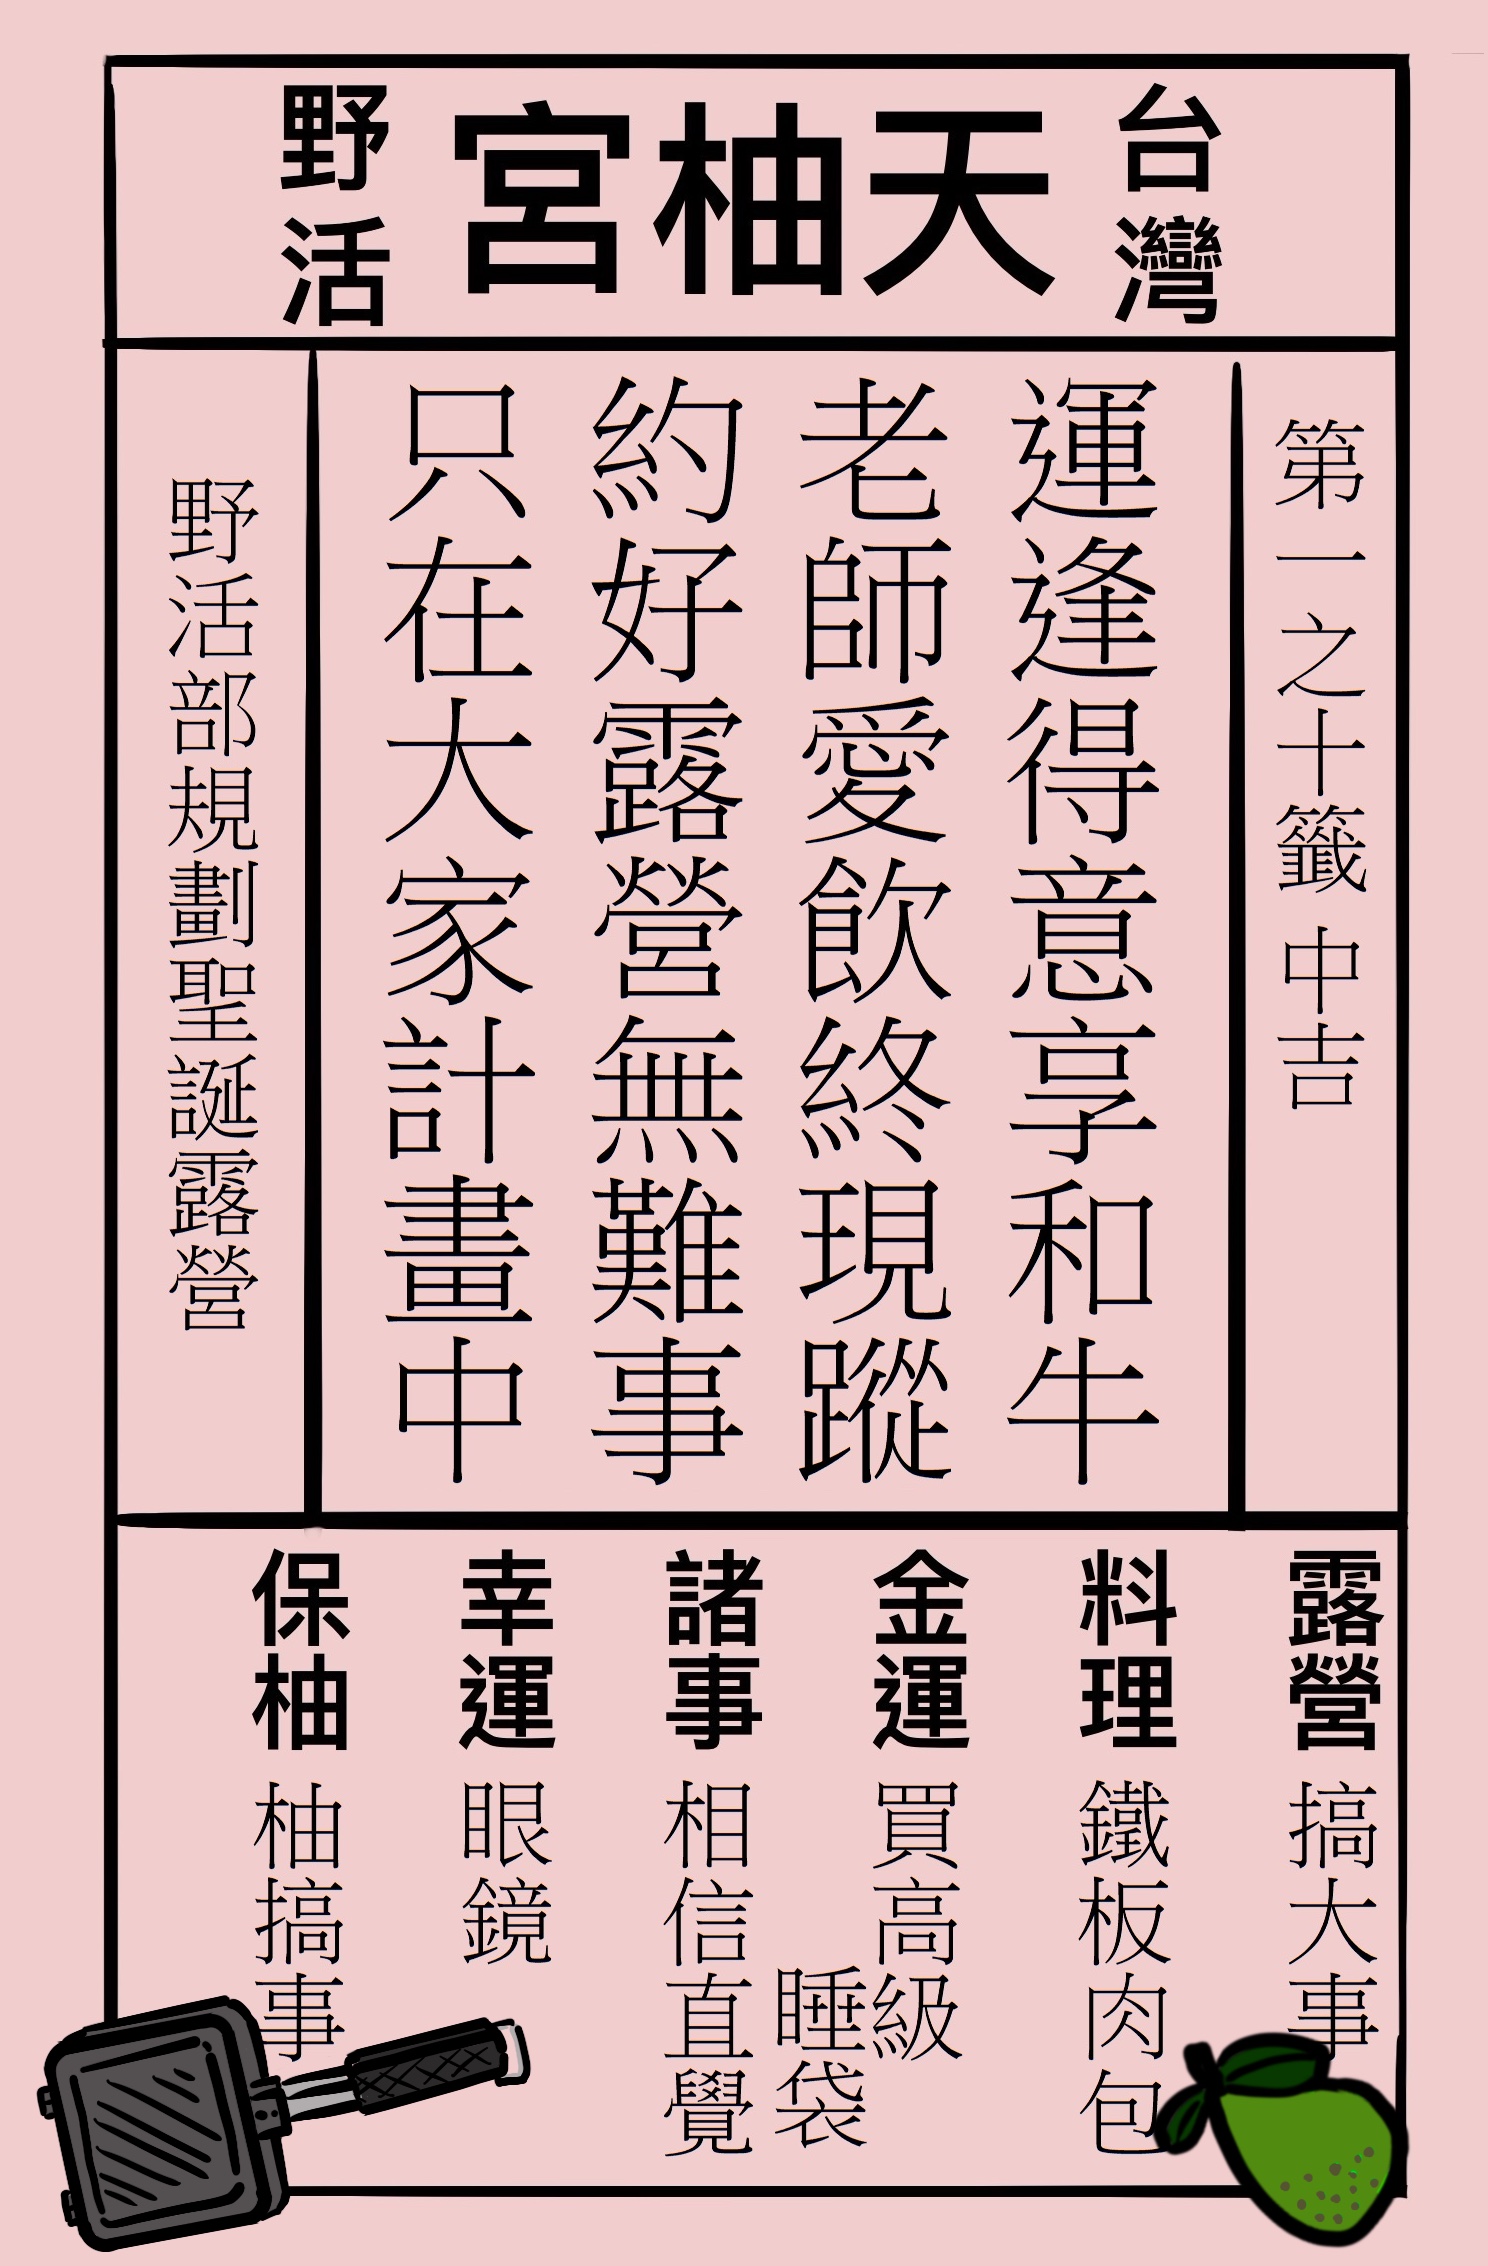 台灣
天柚宮
野活
第一之十籤 中吉
運逢得意享和牛
老師愛飲終現蹤
約好露營無難事
只在大家計畫中
野活部規劃聖誕露營
露營 搞大事
料理 鐵板肉包
金運 買高級
睡袋
諸事 相信直覺
幸運 眼鏡
保柚 柚搞事